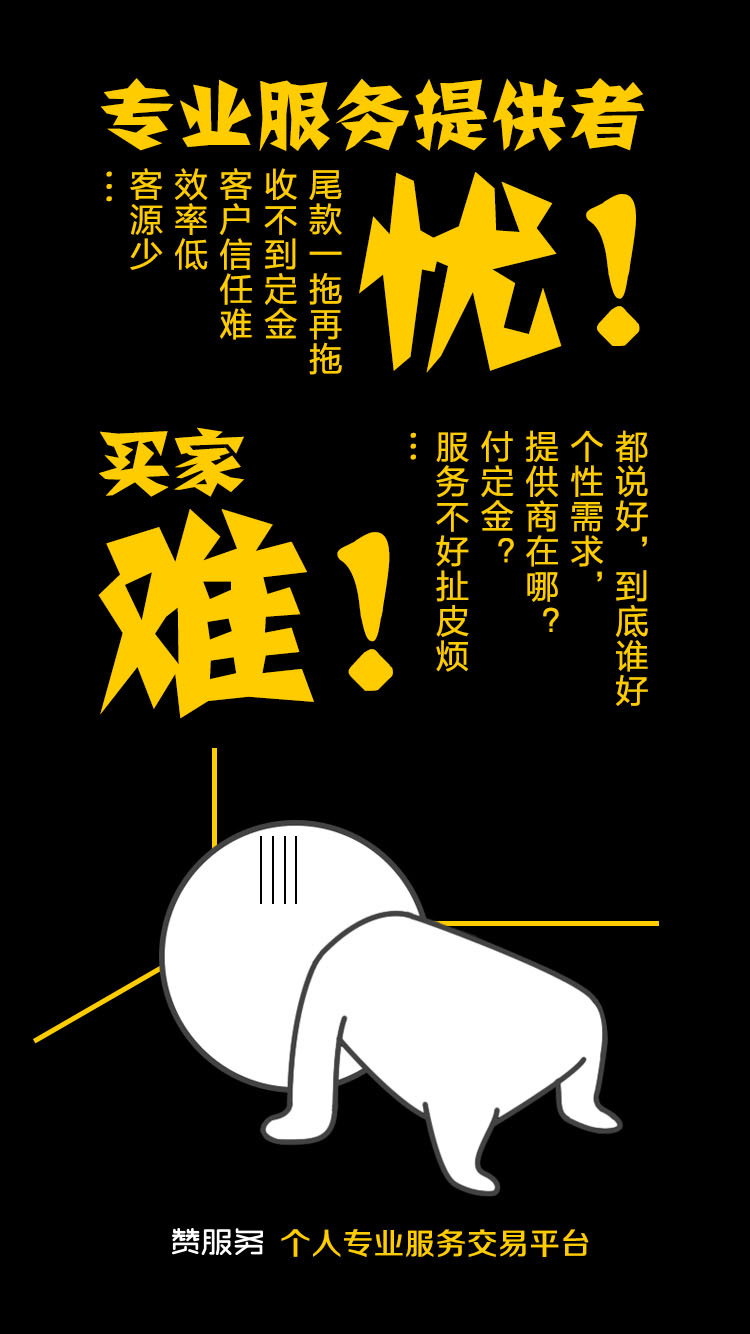 专业服务提供者
忧！
尾款一拖再拖
收不到定金
客户信任难
效率低
客源少
…
买家
难！
都说好，到底谁好
个性需求，
提供商在哪？
付定金？
服务不好扯皮烦
…
赞服务 个人专业服务交易平台